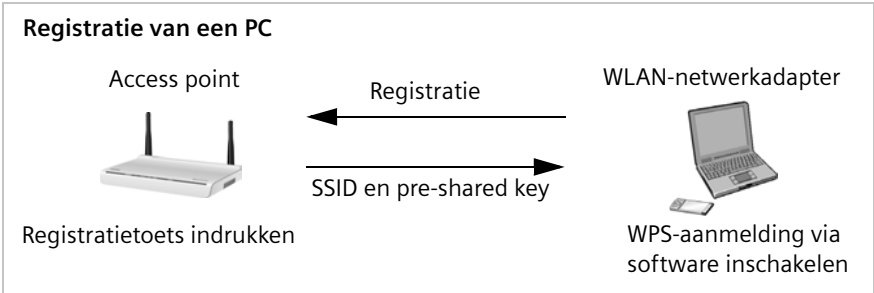 Registratie van een PC
Access point
WLAN-netwerkadapter
Registratie
SSID en pre-shared key
Registratietoets indrukken
WPS-aanmelding via
software inschakelen